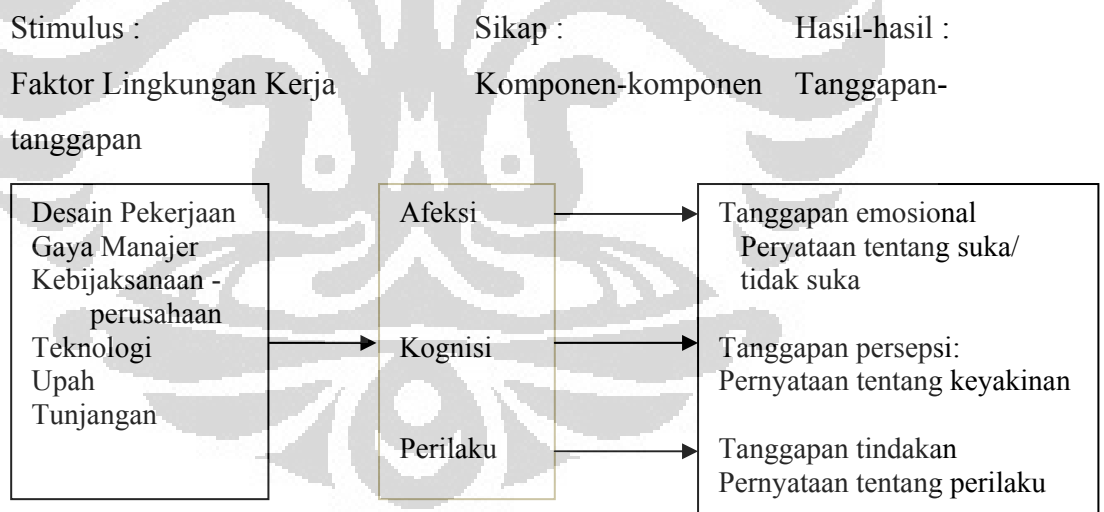 Stimulus : Sikap : Hasil-hasil :
Faktor Lingkungan Kerja Komponen-komponen Tanggapan-
tanggapan
Desain Pekerjaan
Gaya Manajer
Kebijaksanaan -
perusahaan
Teknologi
Upah
Tunjangan
Afeksi
Kognisi
Perilaku
Tanggapan emosional
Peryataan tentang suka/
tidak suka
Tanggapan persepsi:
Pernyataan tentang keyakinan
Tanggapan tindakan
Pernyataan tentang perilaku